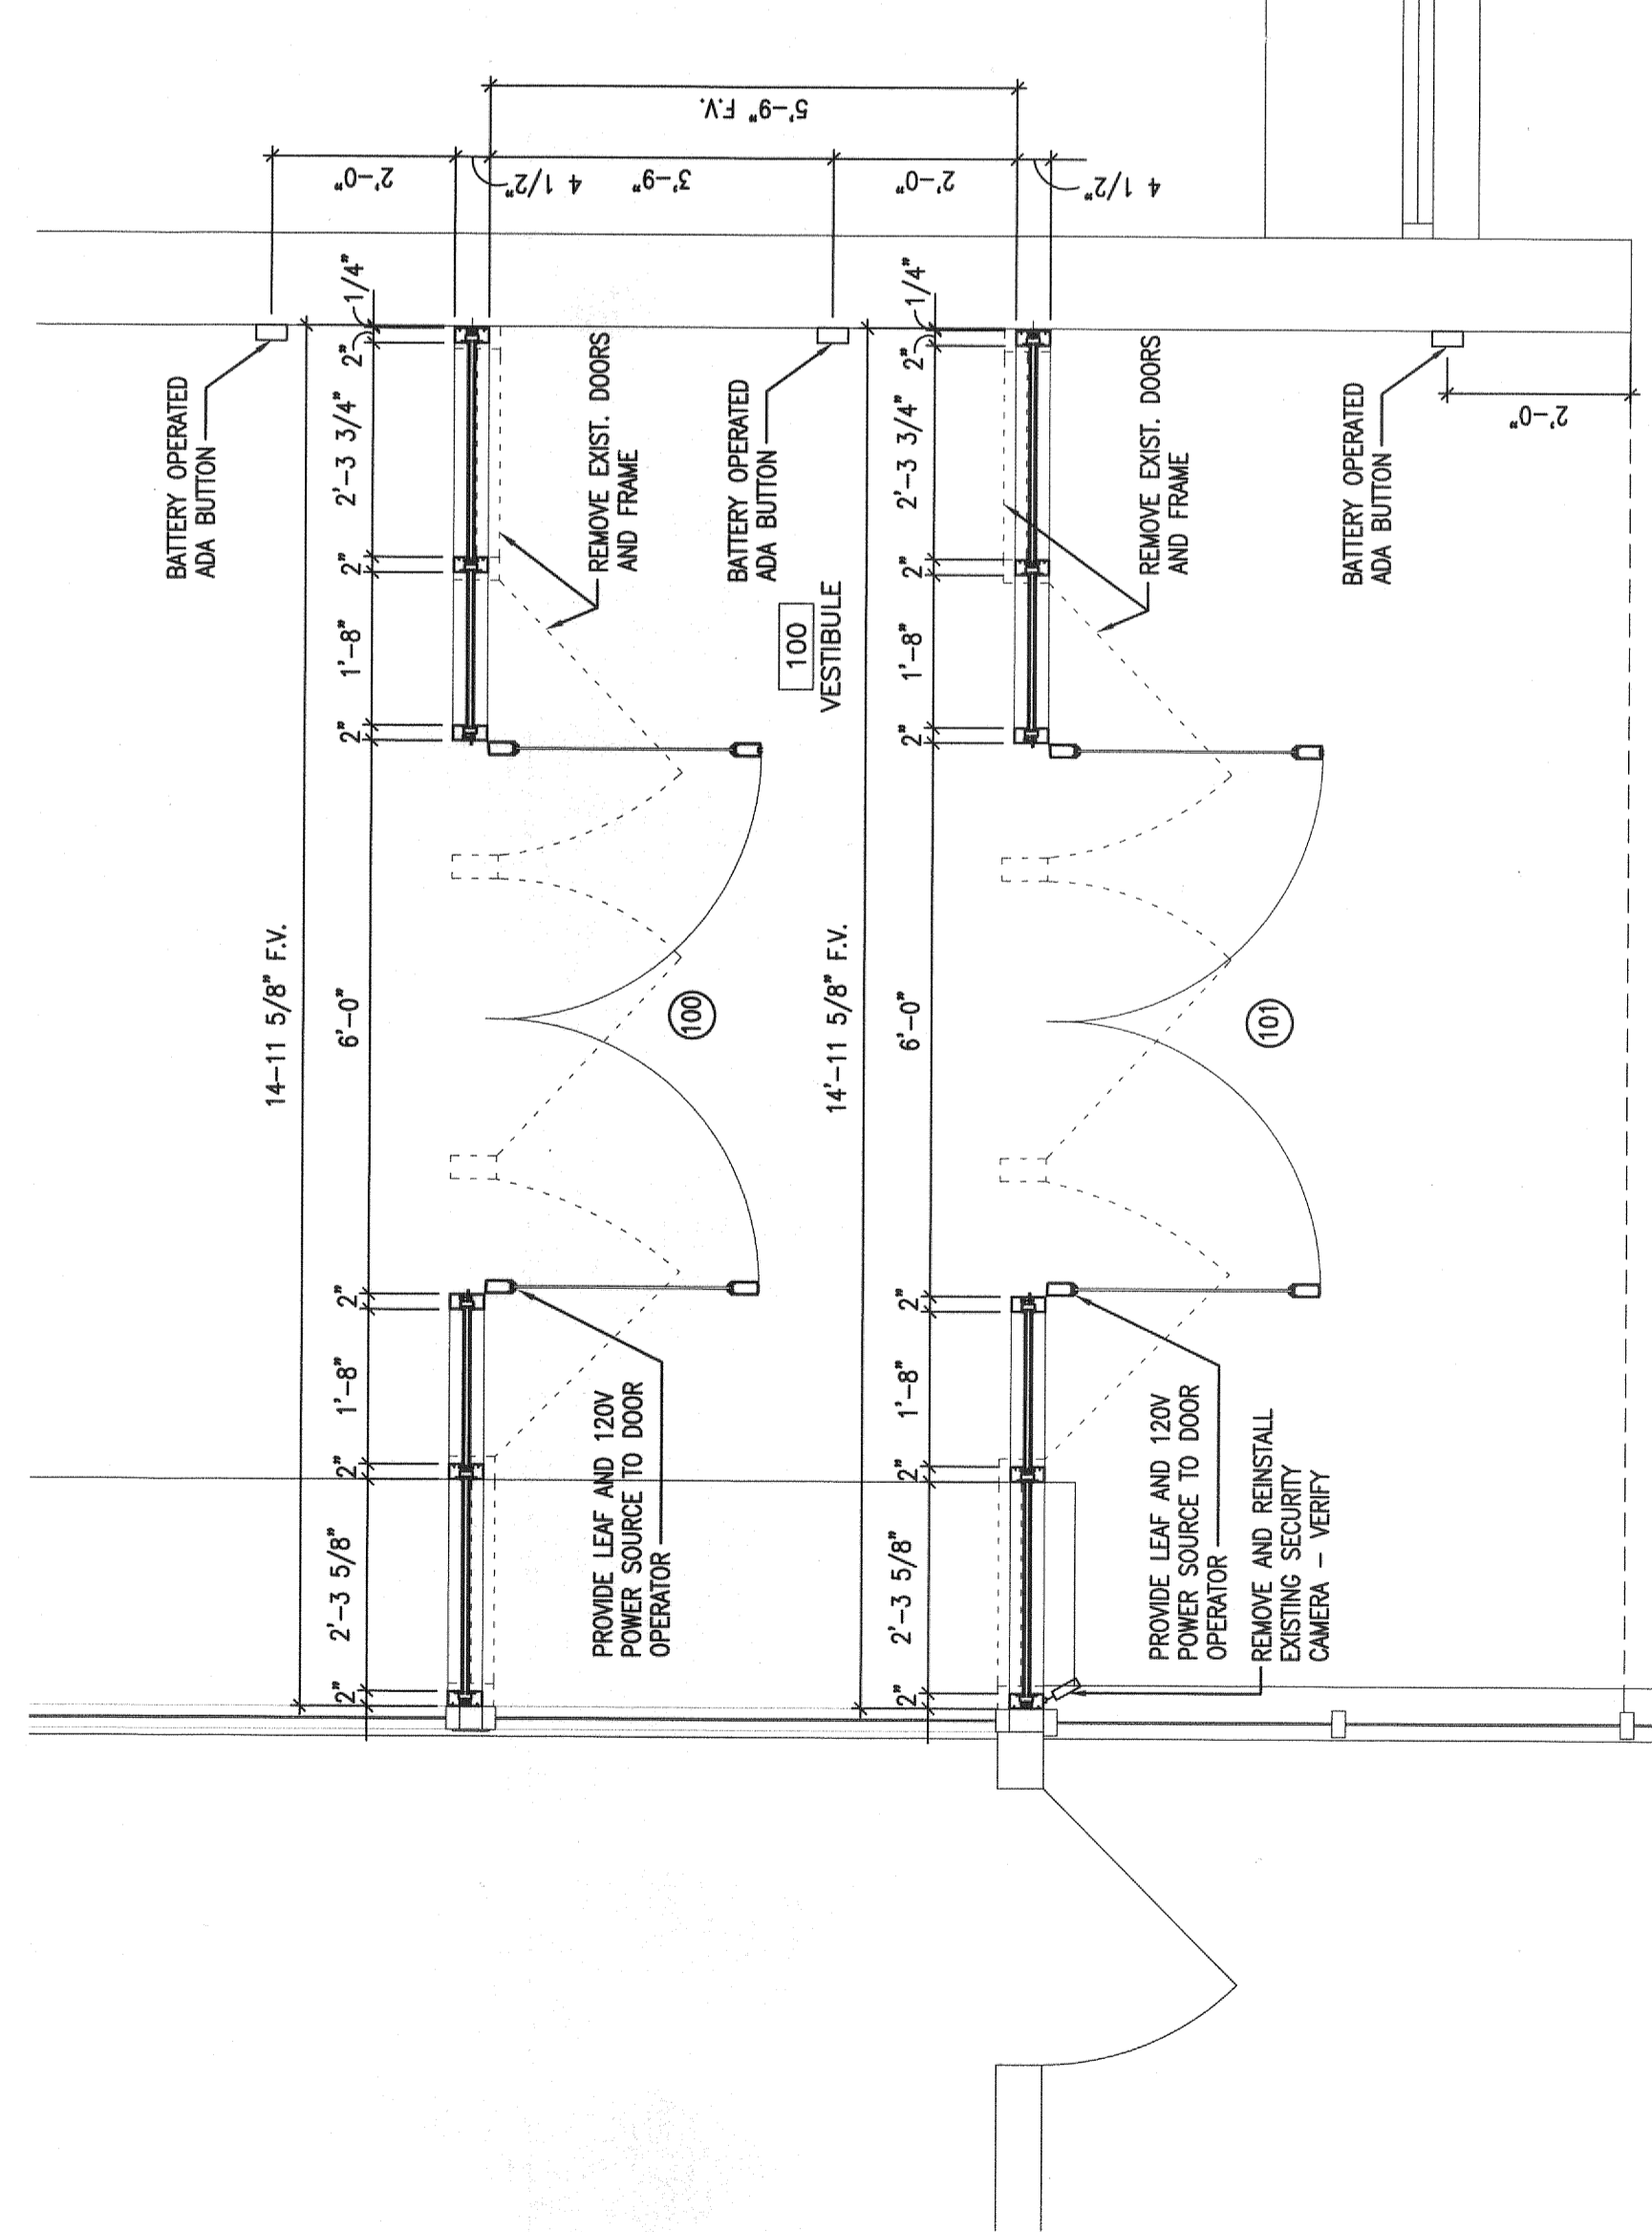 BATTERY OPERATED
ADA BUTTON
14-11 5/8" F.V.
2"
2'-3 5/8"
2"
1'-8"
2"
6'-0"
2"
1'-8"
2"
2'-3 3/4"
2"
1/4"
2'-0"
4 1/2"
3'-9"
2'-0"
4 1/2"
5'-9" F.V.
PROVIDE LEAF AND 120V
POWER SOURCE TO DOOR
OPERATOR
100
REMOVE EXIST. DOORS
AND FRAME
BATTERY OPERATED
ADA BUTTON
100
VESTIBULE
14'-11 5/8" F.V.
2"
2'-3 5/8"
2"
1'-8"
2"
6'-0"
2"
1'-8"
2"
2'-3 3/4"
2"
1/4"
PROVIDE LEAF AND 120V
POWER SOURCE TO DOOR
OPERATOR
REMOVE AND REINSTALL
EXISTING SECURITY
CAMERA - VERIFY
101
REMOVE EXIST. DOORS
AND FRAME
BATTERY OPERATED
ADA BUTTON
2'-0"